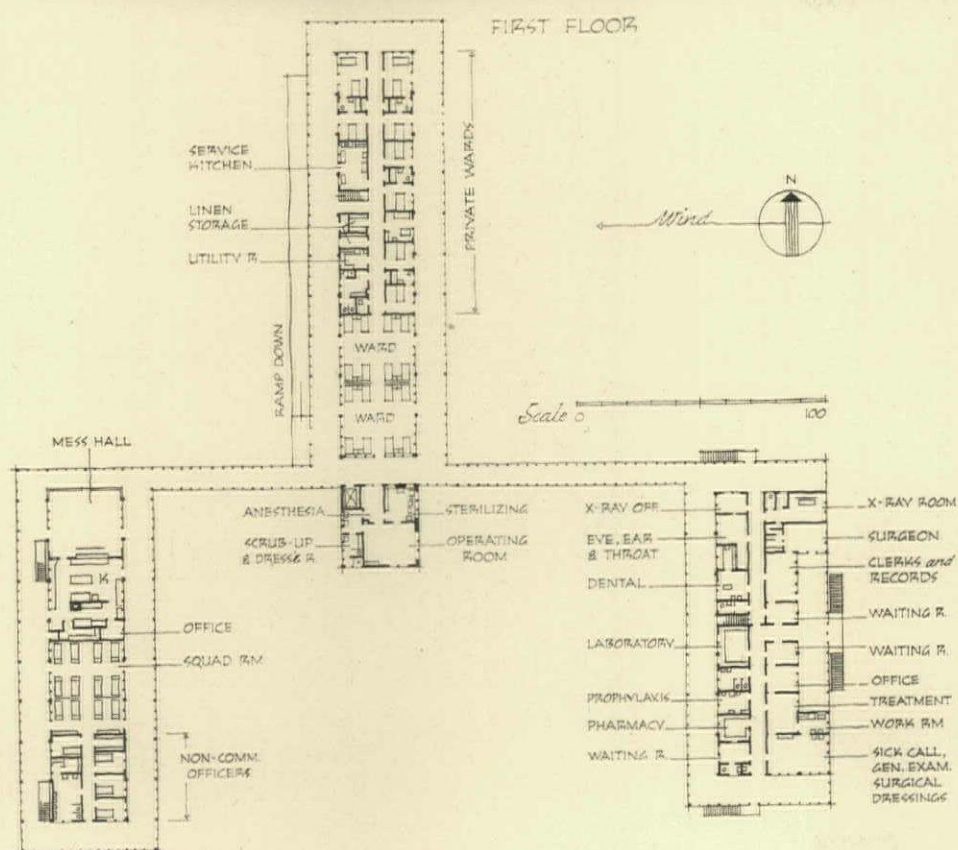 FIRST FLOOR
SERVICE
KITCHEN
LINEN
STORAGE
UTILITY R.
PRIVATE WARDS
N
Wind
RAMP DOWN
WARD
WARD
Scale 0 100
MESS HALL
K
OFFICE
SQUAD RM
NON-COMM.
OFFICERS
ANESTHESIA
SCRUB-UP
& DRESS'G R.
STERILIZING
OPERATING
ROOM
X-RAY OFF.
EYE, EAR
& THROAT
DENTAL
LABORATORY
PROPHYLAXIS
PHARMACY
WAITING R.
X-RAY ROOM
SURGEON
CLERKS and
RECORDS
WAITING R.
WAITING R.
OFFICE
TREATMENT
WORK RM
SICK CALL,
GEN. EXAM.
SURGICAL
DRESSINGS